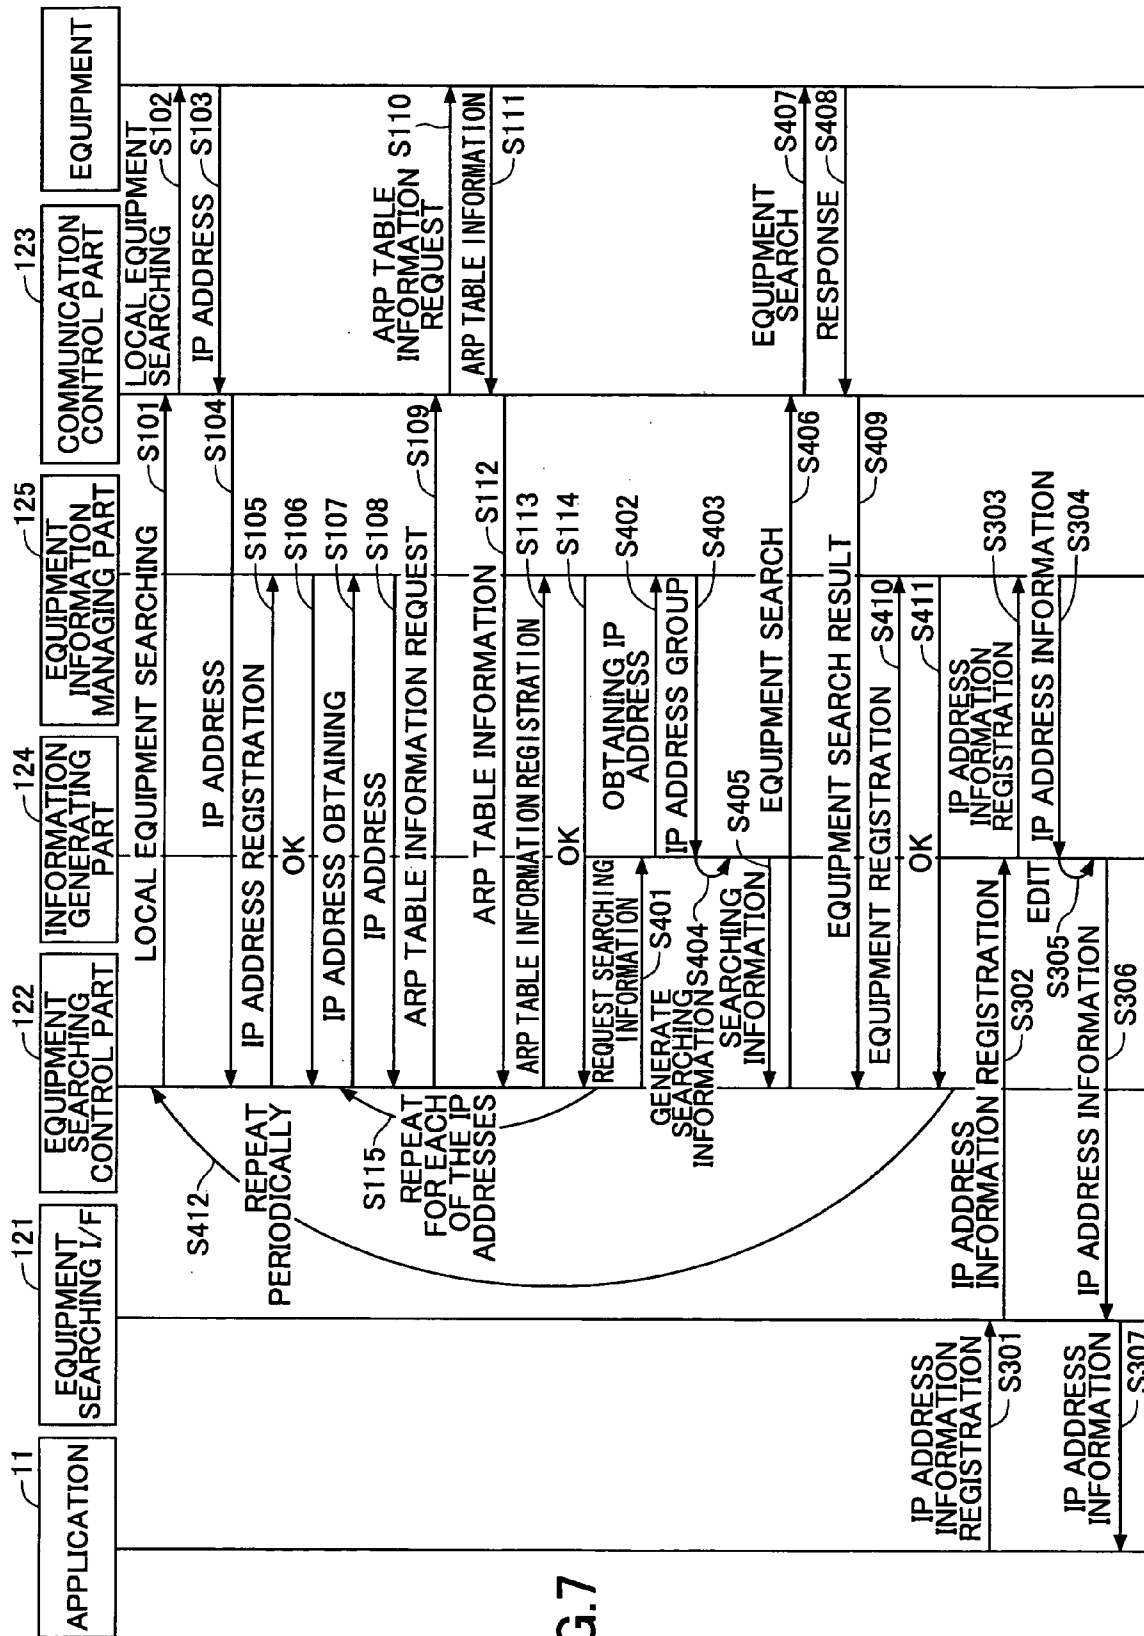 11
APPLICATION
121
EQUIPMENT
SEARCHING I/F
122
EQUIPMENT
SEARCHING
CONTROL PART
124
INFORMATION
GENERATING
PART
125
EQUIPMENT
INFORMATION
MANAGING PART
123
COMMUNICATION
CONTROL PART
EQUIPMENT
LOCAL EQUIPMENT SEARCHING
S101
LOCAL EQUIPMENT
SEARCHING
S102
IP ADDRESS
S103
IP ADDRESS
S104
IP ADDRESS REGISTRATION
S105
OK
S106
IP ADDRESS OBTAINING
S107
IP ADDRESS
S108
ARP TABLE INFORMATION REQUEST
S109
ARP TABLE
INFORMATION
REQUEST
S110
ARP TABLE INFORMATION
S111
ARP TABLE INFORMATION
S112
ARP TABLE INFORMATION REGISTRATION
S113
OK
S114
S412
REPEAT
PERIODICALLY
S115
REPEAT
FOR EACH
OF THE IP
ADDRESSES
REQUEST SEARCHING
INFORMATION
S401
OBTAINING IP
ADDRESS
S402
IP ADDRESS GROUP
S403
GENERATE
SEARCHING
INFORMATION
S404
SEARCHING
INFORMATION
S405
EQUIPMENT SEARCH
S406
EQUIPMENT
SEARCH
S407
RESPONSE
S408
EQUIPMENT SEARCH RESULT
S409
EQUIPMENT REGISTRATION
S410
OK
S411
IP ADDRESS
INFORMATION
REGISTRATION
S301
IP ADDRESS
INFORMATION REGISTRATION
S302
IP ADDRESS
INFORMATION
REGISTRATION
S303
IP ADDRESS INFORMATION
S304
EDIT
S305
IP ADDRESS INFORMATION
S306
IP ADDRESS
INFORMATION
S307
G.7